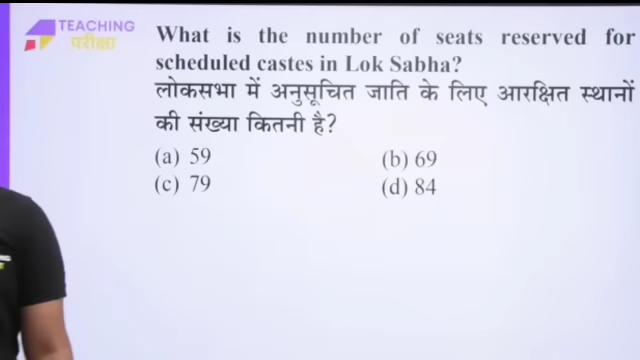 TEACHING
परीक्षा
What is the number of seats reserved for
scheduled castes in Lok Sabha?
लोकसभा में अनुसूचित जाति के लिए आरक्षित स्थानों
की संख्या कितनी है?
(a) 59 (b) 69
(c) 79 (d) 84